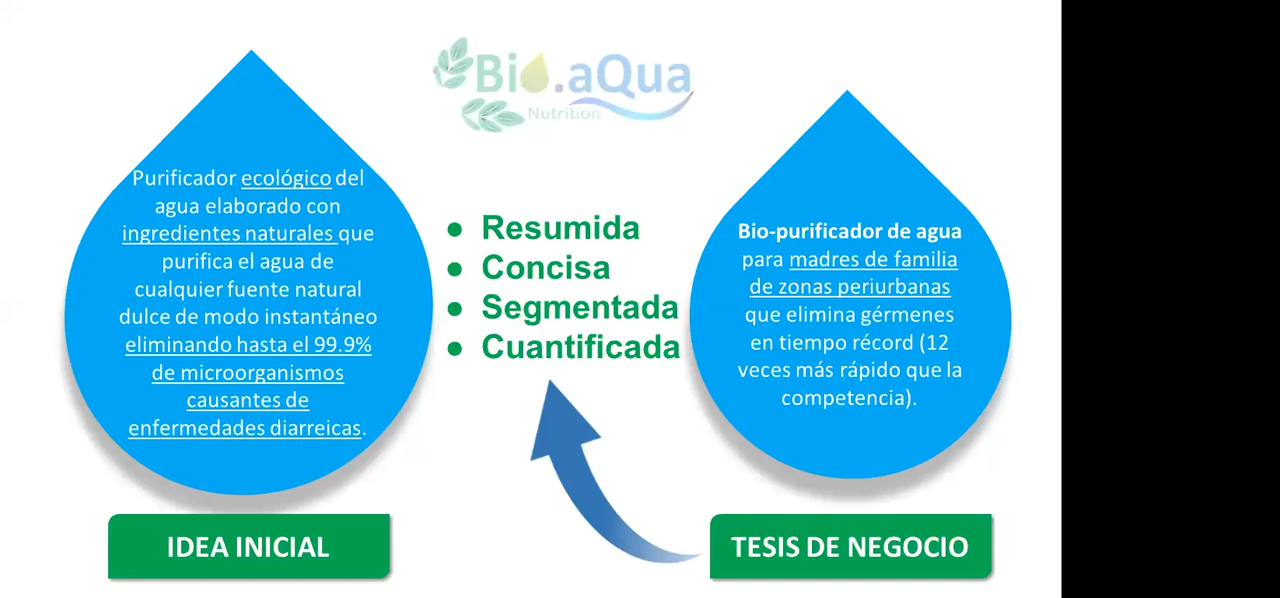 Bio.aQua
Nutrition
Purificador ecológico del
agua elaborado con
ingredientes naturales que
purifica el agua de
cualquier fuente natural
dulce de modo instantáneo
eliminando hasta el 99.9%
de microorganismos
causantes de
enfermedades diarreicas.
IDEA INICIAL
● Resumida
● Concisa
● Segmentada
● Cuantificada
Bio-purificador de agua
para madres de familia
de zonas periurbanas
que elimina gérmenes
en tiempo récord (12
veces más rápido que la
competencia).
TESIS DE NEGOCIO